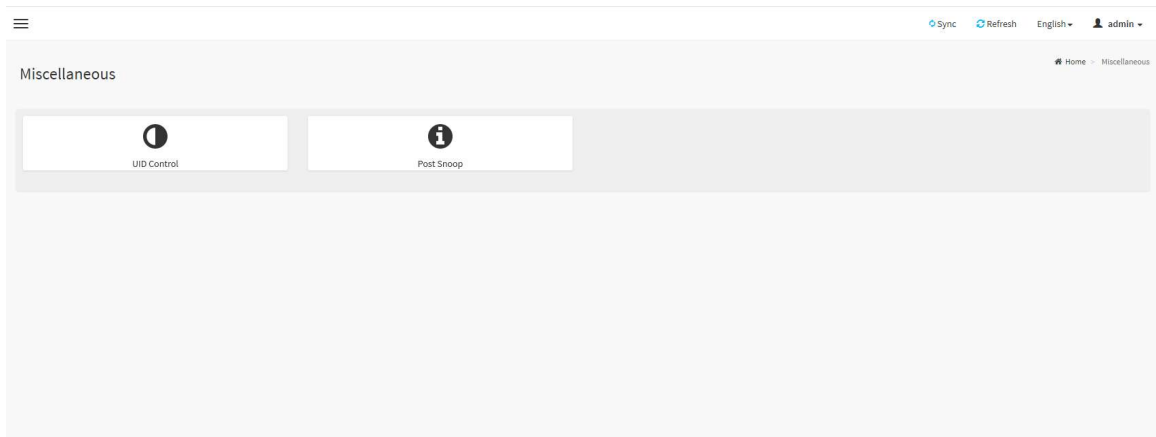 Sync Refresh English admin
Home > Miscellaneous
Miscellaneous
UID Control
Post Snoop